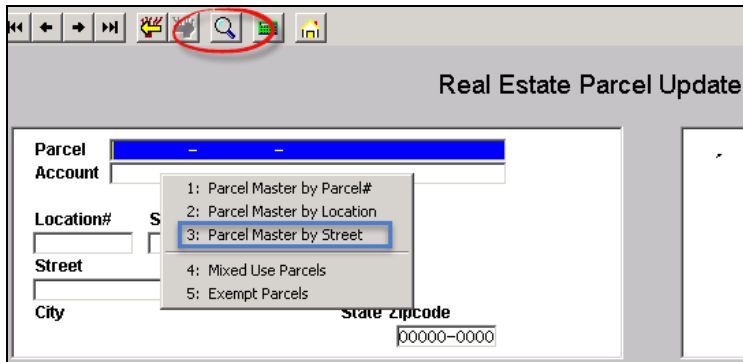 Real Estate Parcel Update
Parcel - -
Account
1: Parcel Master by Parcel#
Location# S
2: Parcel Master by Location
3: Parcel Master by Street
Street
4: Mixed Use Parcels
5: Exempt Parcels
City State Zipcode
00000-0000